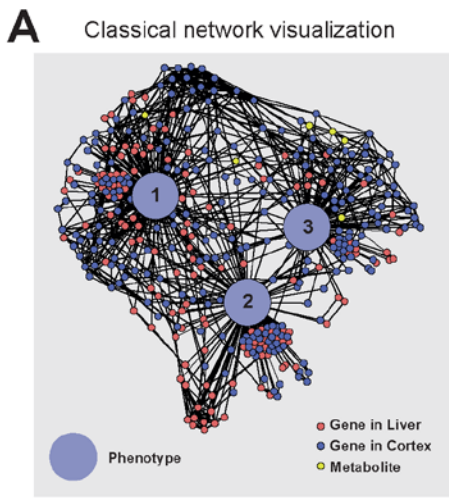 A Classical network visualization
1
3
2
Gene in Liver
Gene in Cortex
Phenotype
Metabolite